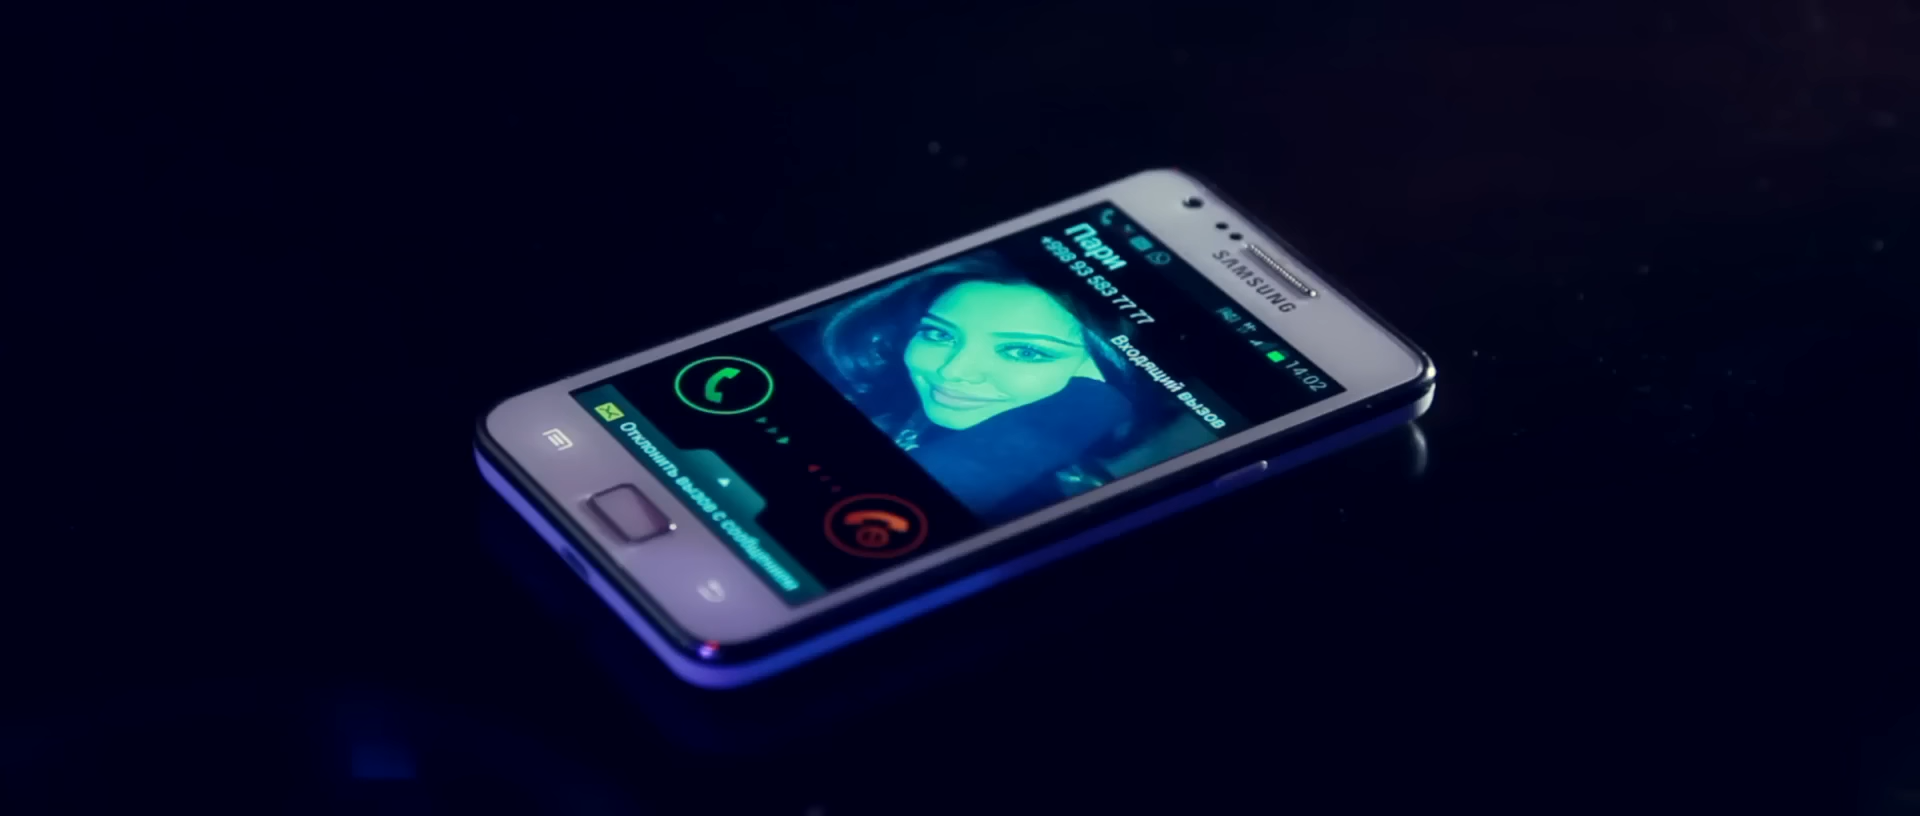 SAMSUNG
14:02
Пари
+998 93 583 77 77
Входящий вызов
Отклонить вызов с сообщением